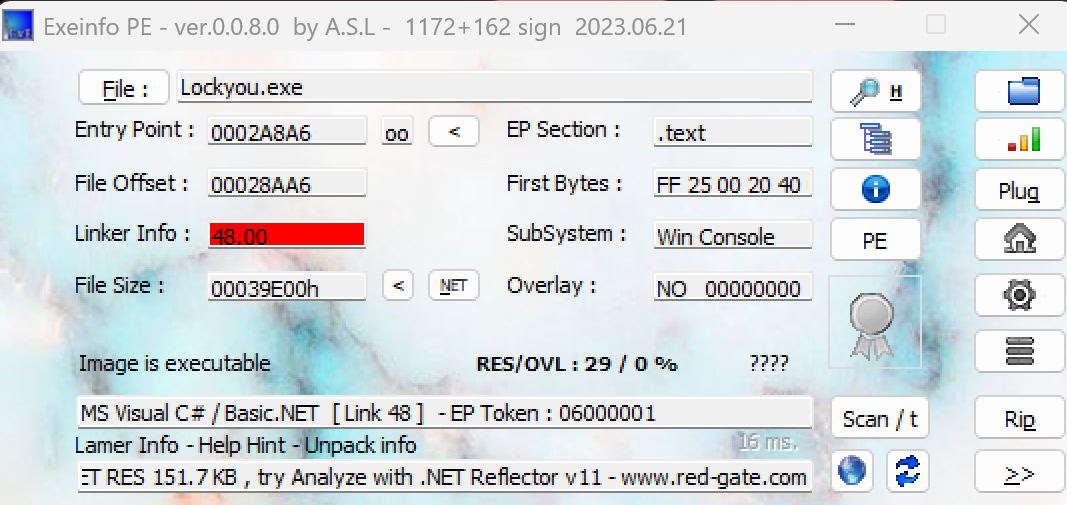 Exeinfo PE - ver.0.0.8.0 by A.S.L - 1172+162 sign 2023.06.21
File : Lockyou.exe H
Entry Point : 0002A8A6 oo < EP Section : .text
File Offset : 00028AA6 First Bytes : FF 25 00 20 40 Plug
Linker Info : 48.00 SubSystem : Win Console PE
File Size : 00039E00h < NET Overlay : NO 00000000
Image is executable RES/OVL : 29 / 0 % ????
MS Visual C# / Basic.NET [ Link 48 ] - EP Token : 06000001 Scan / t Rip
Lamer Info - Help Hint - Unpack info 16 ms.
ET RES 151.7 KB , try Analyze with .NET Reflector v11 - www.red-gate.com >>